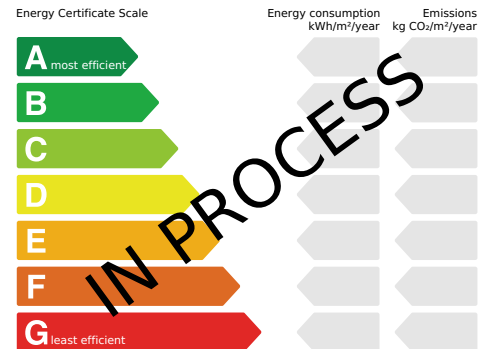 Energy Certificate Scale
Energy consumption
kWh/m²/year
Emissions
kg CO₂/m²/year
A most efficient
B
C
D
E
F
G least efficient
IN PROCESS